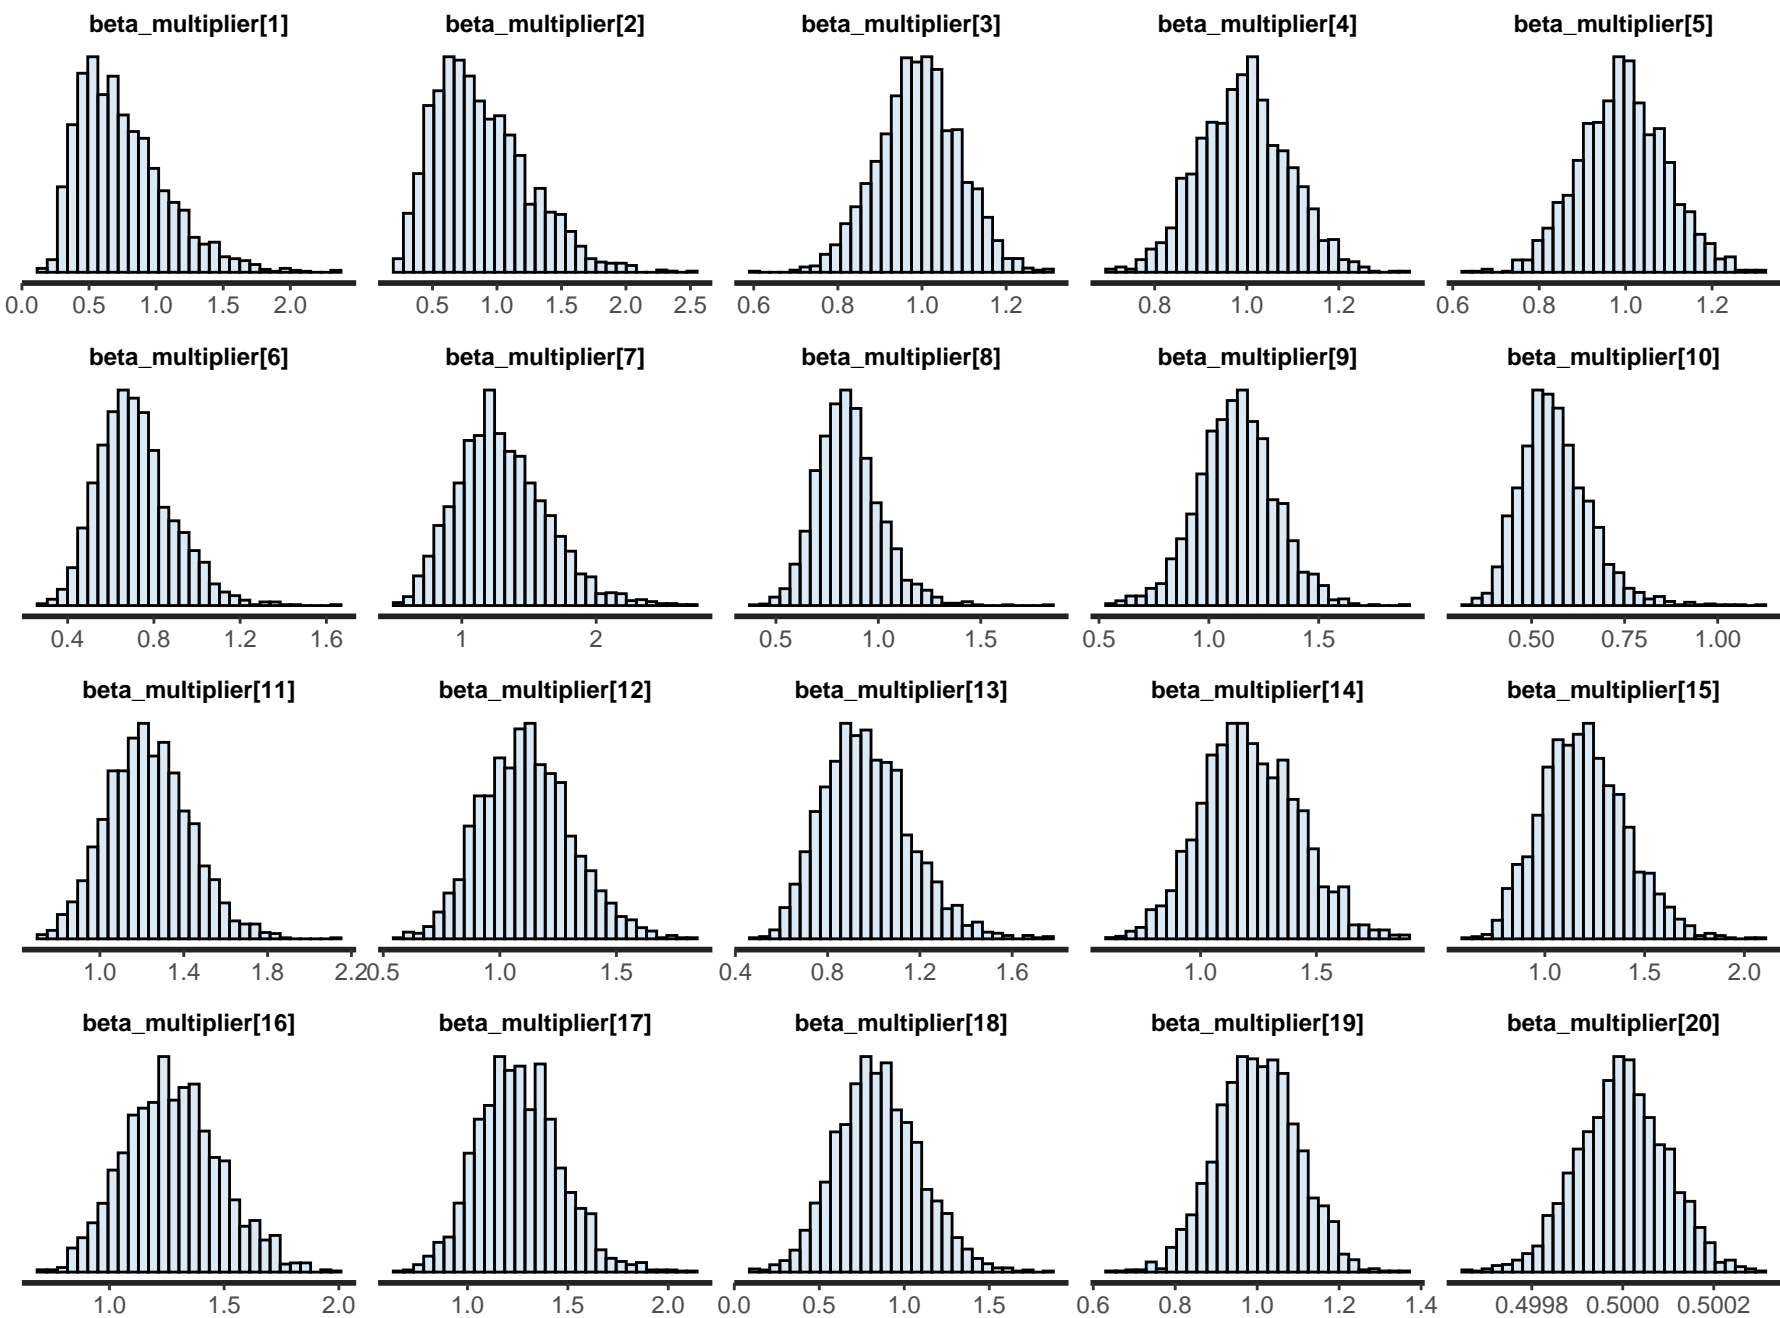 beta_multiplier[1] beta_multiplier[2] beta_multiplier[3] beta_multiplier[4] beta_multiplier[5]
0.0 0.5 1.0 1.5 2.0 0.5 1.0 1.5 2.0 2.5 0.6 0.8 1.0 1.2 0.8 1.0 1.2 0.6 0.8 1.0 1.2
beta_multiplier[6] beta_multiplier[7] beta_multiplier[8] beta_multiplier[9] beta_multiplier[10]
0.4 0.8 1.2 1.6 1 2 0.5 1.0 1.5 0.5 1.0 1.5 0.50 0.75 1.00
beta_multiplier[11] beta_multiplier[12] beta_multiplier[13] beta_multiplier[14] beta_multiplier[15]
1.0 1.4 1.8 2.2 0.5 1.0 1.5 0.4 0.8 1.2 1.6 1.0 1.5 1.0 1.5 2.0
beta_multiplier[16] beta_multiplier[17] beta_multiplier[18] beta_multiplier[19] beta_multiplier[20]
1.0 1.5 2.0 1.0 1.5 2.0 0.0 0.5 1.0 1.5 0.6 0.8 1.0 1.2 1.4 0.4998 0.5000 0.5002